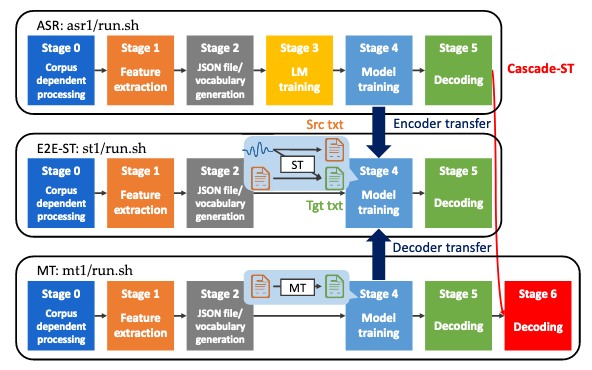 ASR: asr1/run.sh
Stage 0
Corpus
dependent
processing
Stage 1
Feature
extraction
Stage 2
JSON file/
vocabulary
generation
Stage 3
LM
training
Stage 4
Model
training
Stage 5
Decoding
Cascade-ST
Src txt
Encoder transfer
E2E-ST: st1/run.sh
Stage 0
Corpus
dependent
processing
Stage 1
Feature
extraction
Stage 2
JSON file/
vocabulary
generation
ST
Tgt txt
Stage 4
Model
training
Stage 5
Decoding
Decoder transfer
MT: mt1/run.sh
Stage 0
Corpus
dependent
processing
Stage 1
Feature
extraction
Stage 2
JSON file/
vocabulary
generation
MT
Stage 4
Model
training
Stage 5
Decoding
Stage 6
Decoding